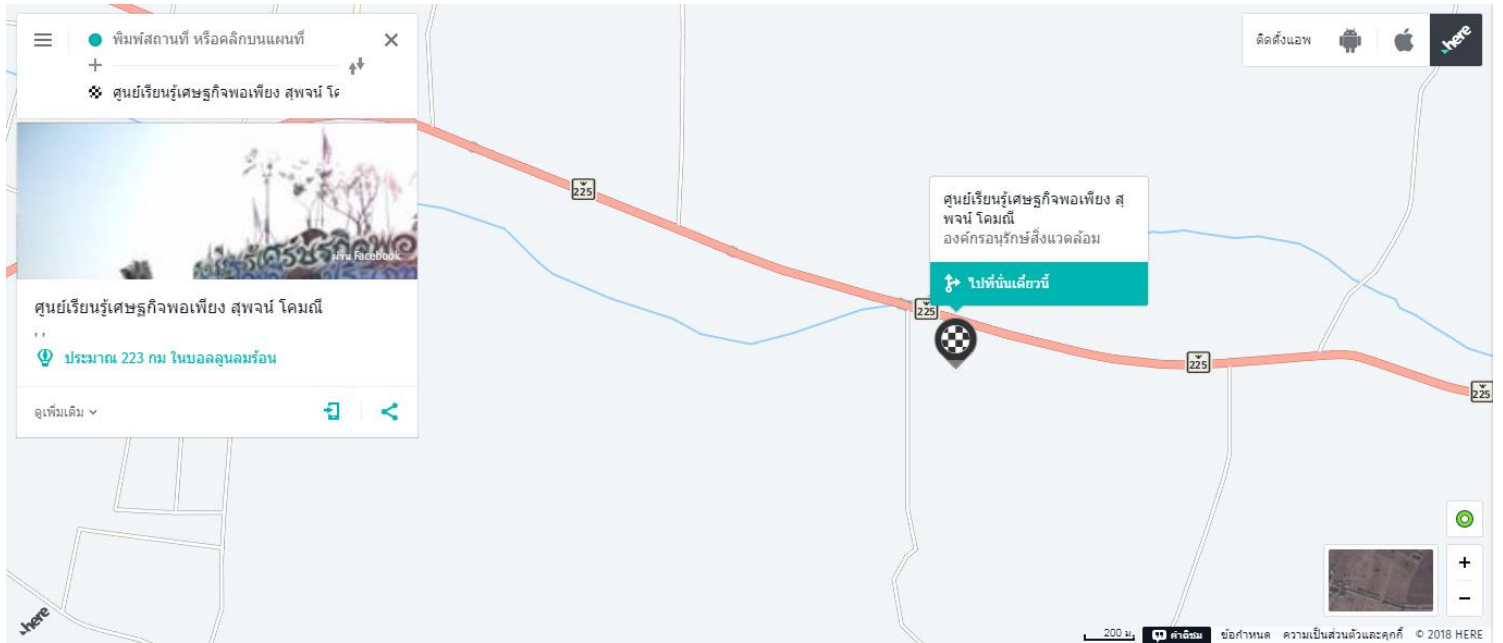 พิมพ์สถานที่ หรือคลิกบนแผนที่
ศูนย์เรียนรู้เศรษฐกิจพอเพียง สุพจน์ โค
ผ่าน Facebook
ศูนย์เรียนรู้เศรษฐกิจพอเพียง สุพจน์ โคมณี
, ,
ประมาณ 223 กม ในบอลลูนลมร้อน
ดูเพิ่มเติม
225
ศูนย์เรียนรู้เศรษฐกิจพอเพียง สุ
พจน์ โคมณี
องค์กรอนุรักษ์สิ่งแวดล้อม
ไปที่นั่นเดี๋ยวนี้
225
225
225
ติดตั้งแอพ
here
here
200 ม.
คำติชม
ข้อกำหนด ความเป็นส่วนตัวและคุกกี้ © 2018 HERE